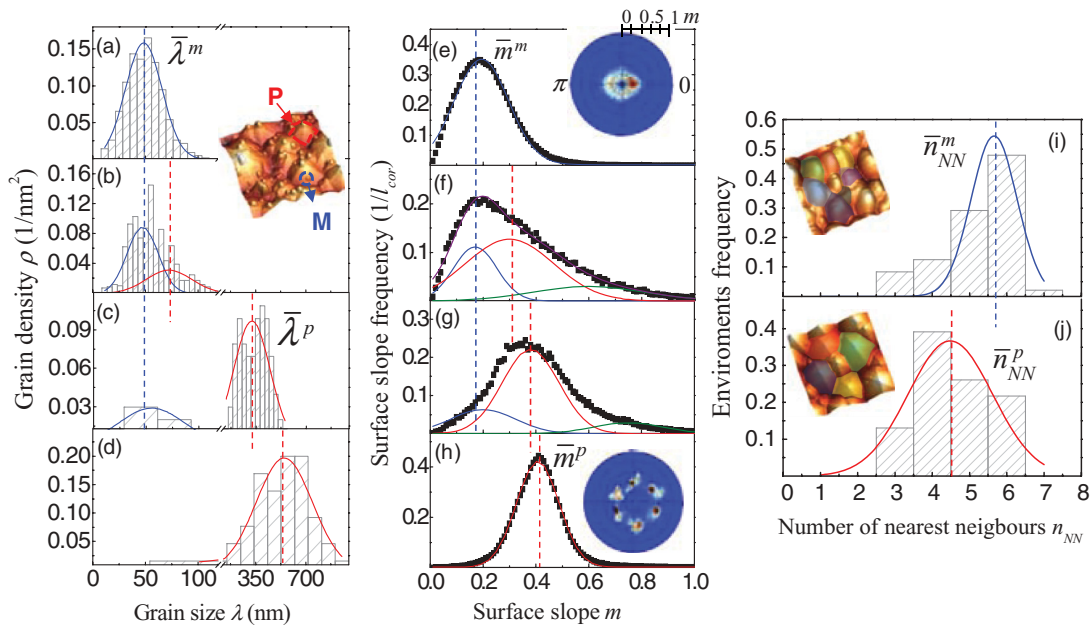 (a)
λ̄ᵐ
0.15
0.10
0.05
P
M
(b)
0.16
0.12
0.08
0.04
(c)
λ̄ᵖ
0.09
0.06
0.03
(d)
0.20
0.15
0.10
0.05
0 50 100 350 700
Grain density ρ (1/nm²)
Grain size λ (nm)
(e)
m̄ᵐ
0 0.5 1 m
π 0
0.4
0.3
0.2
0.1
(f)
0.2
0.1
(g)
0.3
0.2
0.1
(h)
m̄ᵖ
0.4
0.2
0.0 0.2 0.4 0.6 0.8 1.0
Surface slope frequency (1/l_cor)
Surface slope m
(i)
n̄ᵐ_NN
0.6
0.5
0.4
0.3
0.2
0.1
(j)
n̄ᵖ_NN
0.4
0.3
0.2
0.1
0 1 2 3 4 5 6 7 8
Enviroments frequency
Number of nearest neigbours n_NN